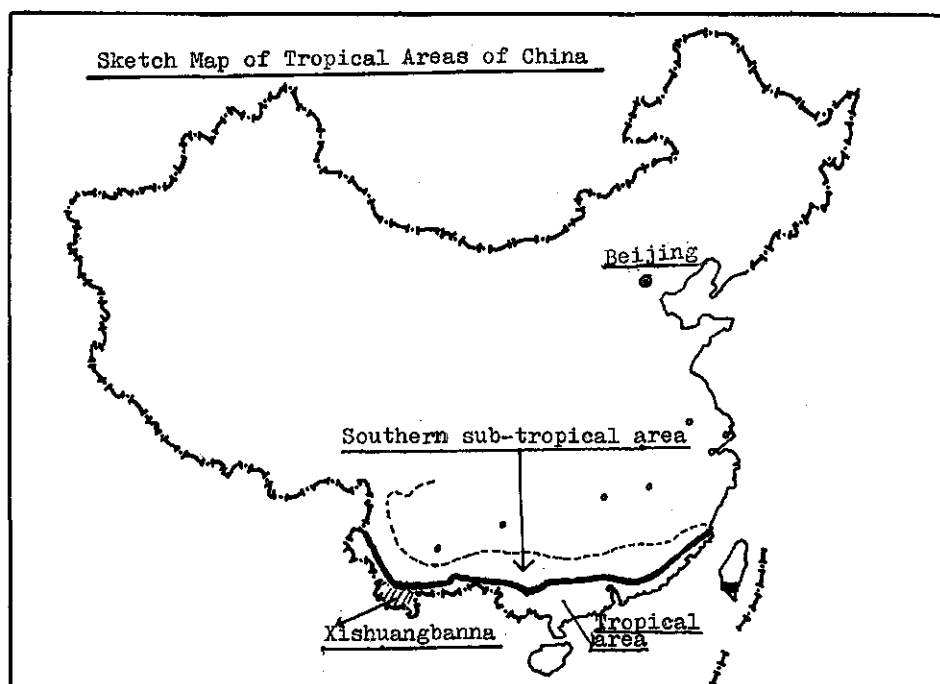 Sketch Map of Tropical Areas of China
Beijing
Southern sub-tropical area
Xishuangbanna
Tropical
area